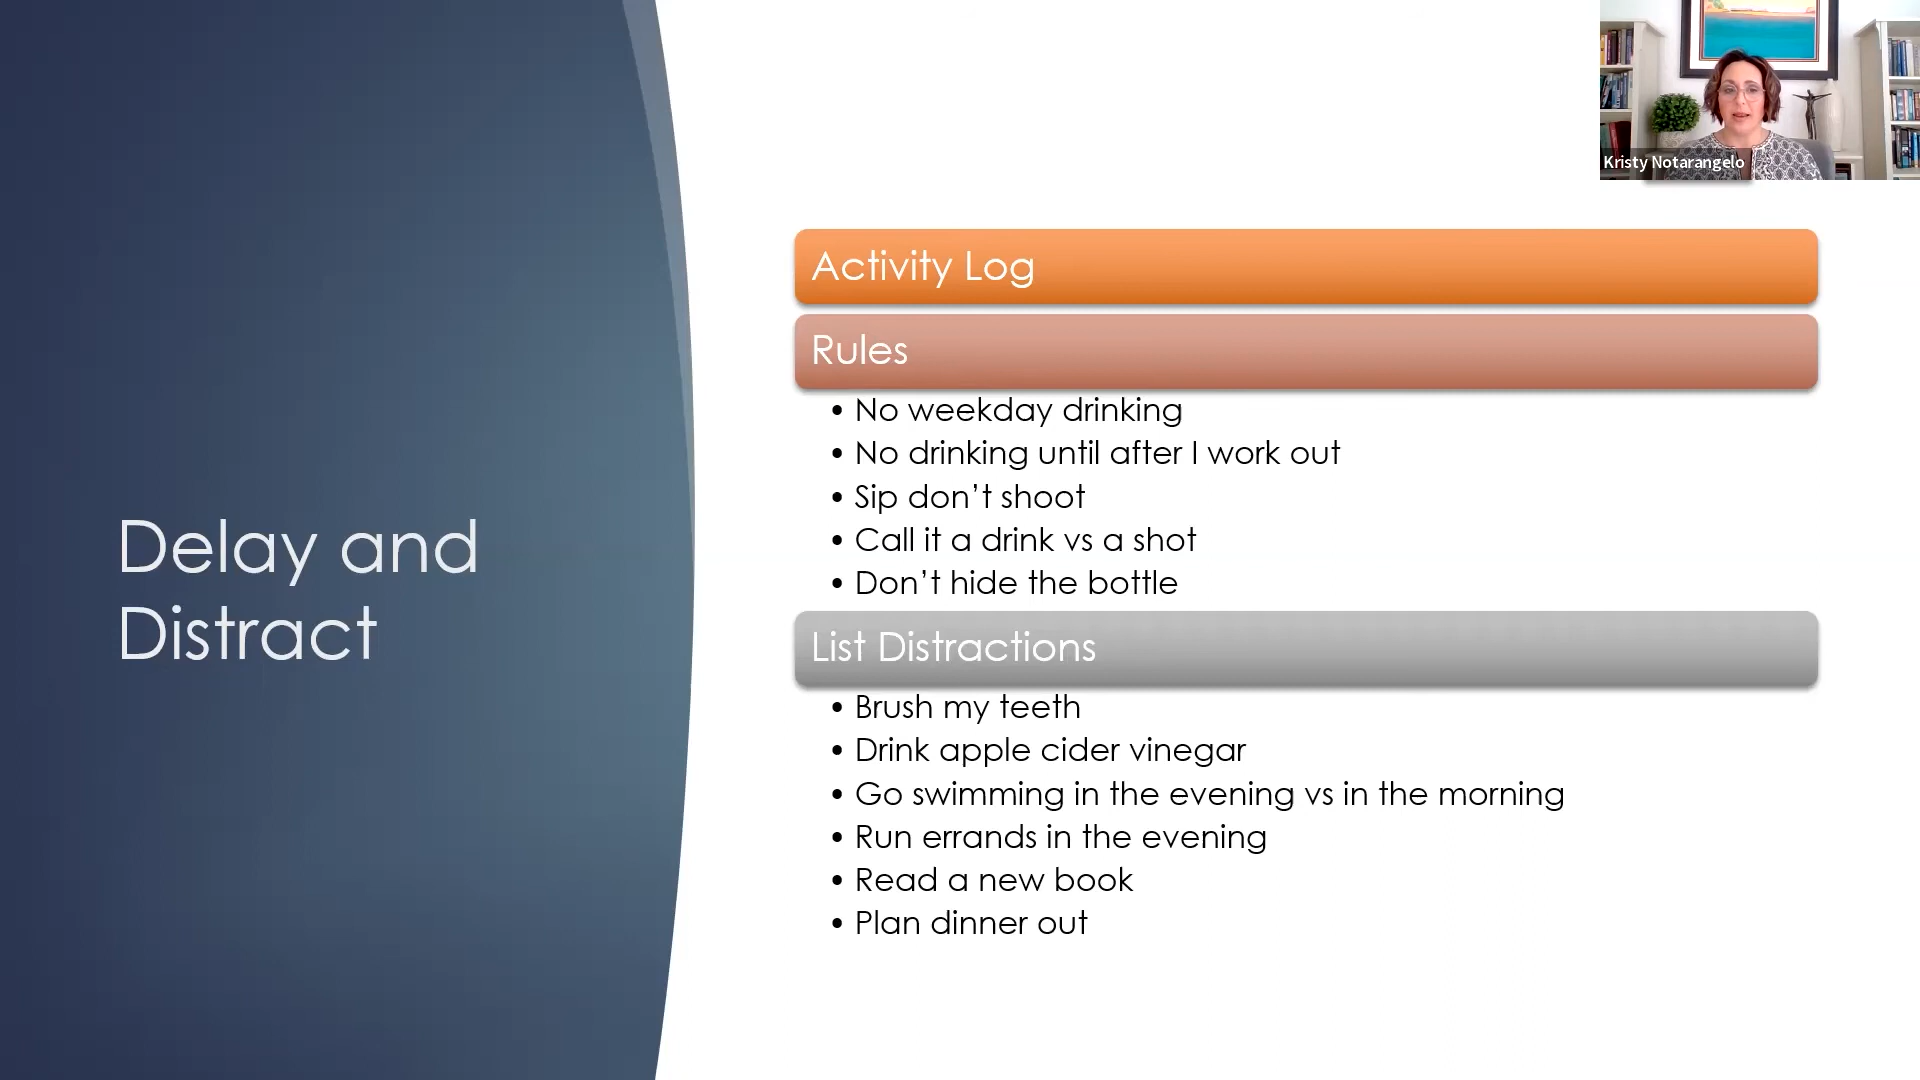 Kristy Notarangelo
Delay and
Distract
Activity Log
Rules
• No weekday drinking
• No drinking until after I work out
• Sip don’t shoot
• Call it a drink vs a shot
• Don’t hide the bottle
List Distractions
• Brush my teeth
• Drink apple cider vinegar
• Go swimming in the evening vs in the morning
• Run errands in the evening
• Read a new book
• Plan dinner out